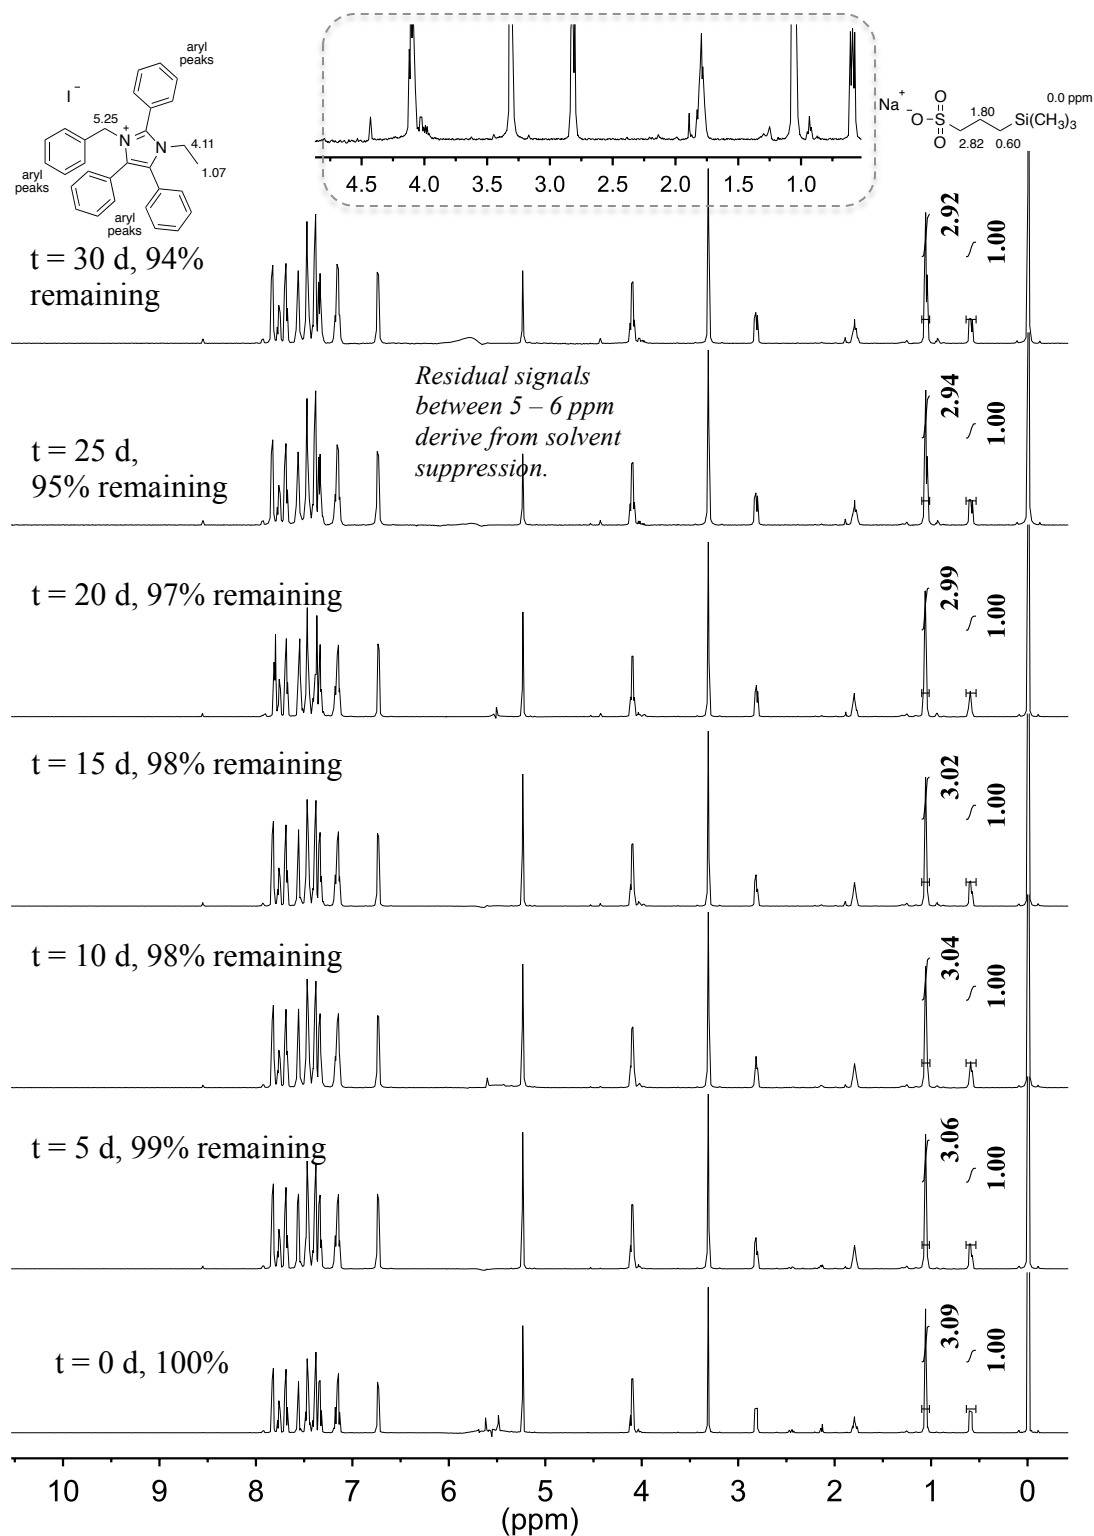 aryl
peaks
I⁻
5.25
N⁺
N
4.11
1.07
aryl
peaks
aryl
peaks
4.5 4.0 3.5 3.0 2.5 2.0 1.5 1.0
Na⁺
⁻O
O
S
O
1.80
2.82
0.60
0.0 ppm
Si(CH₃)₃
t = 30 d, 94%
remaining
2.92
1.00
Residual signals
between 5 – 6 ppm
derive from solvent
suppression.
t = 25 d,
95% remaining
2.94
1.00
t = 20 d, 97% remaining
2.99
1.00
t = 15 d, 98% remaining
3.02
1.00
t = 10 d, 98% remaining
3.04
1.00
t = 5 d, 99% remaining
3.06
1.00
t = 0 d, 100%
3.09
1.00
10 9 8 7 6 5 4 3 2 1 0
(ppm)